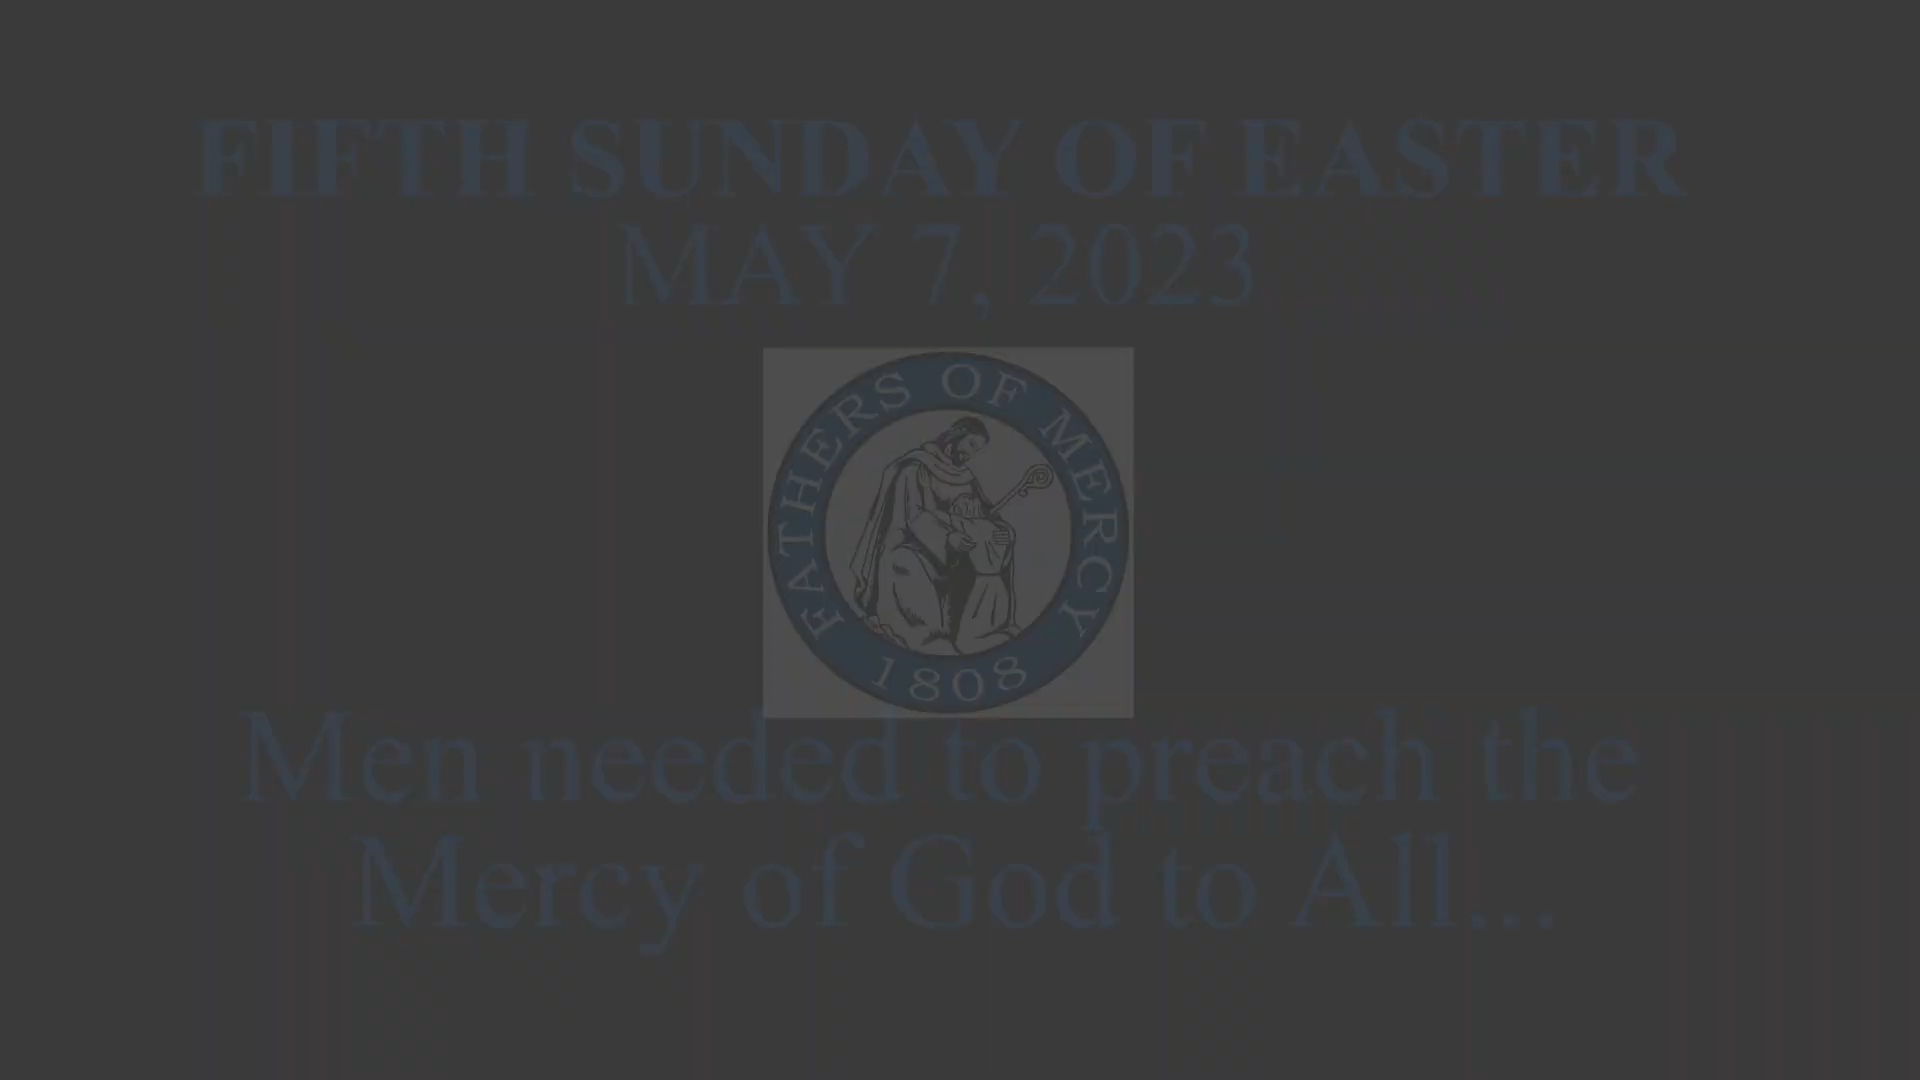 FIFTH SUNDAY OF EASTER
MAY 7, 2023
FATHERS OF MERCY
1808
Men needed to preach the
Mercy of God to All...